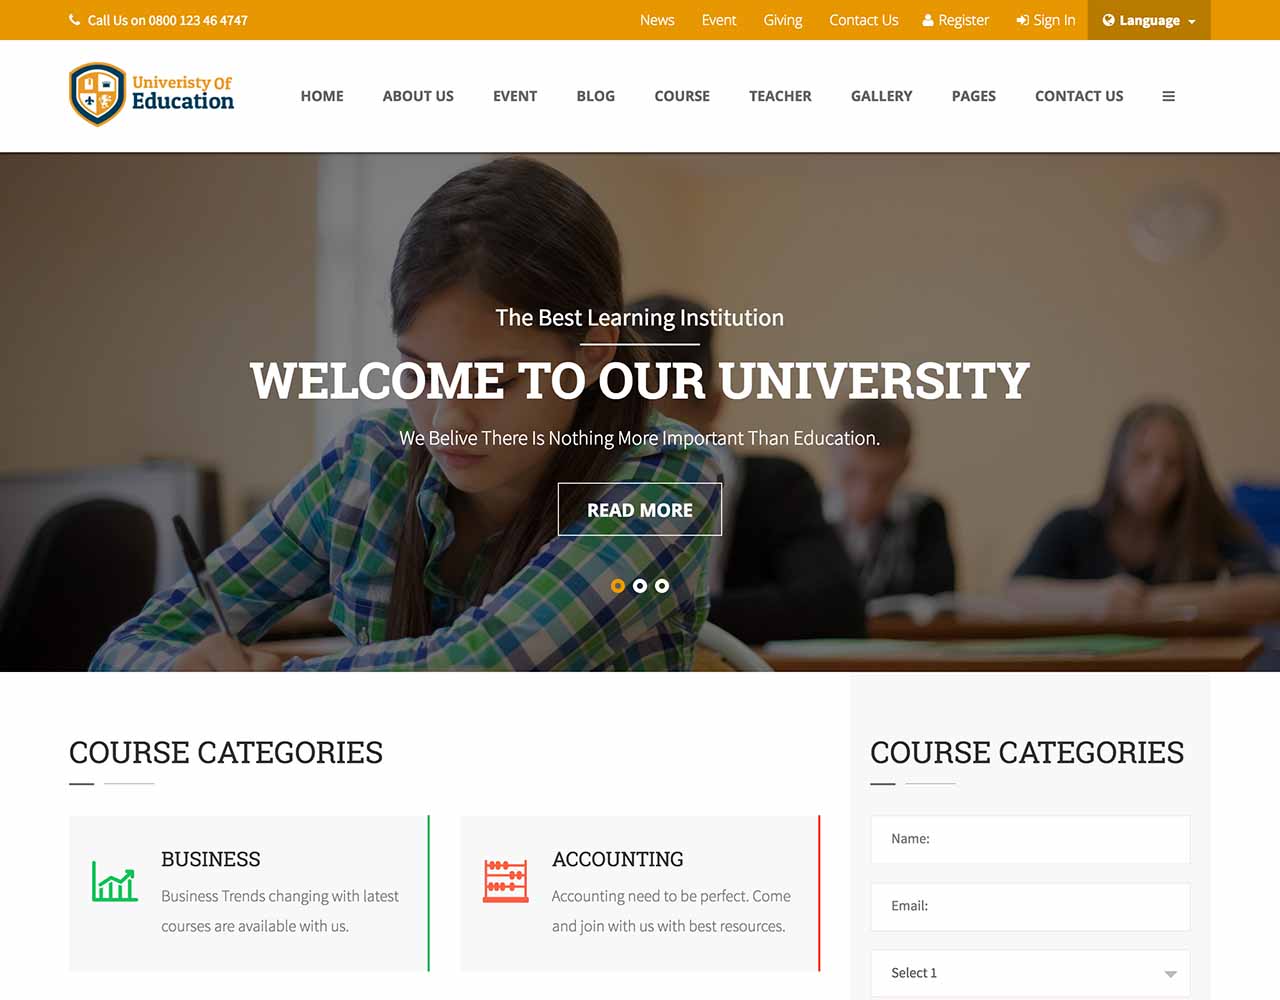 Call Us on 0800 123 46 4747
News Event Giving Contact Us Register Sign In Language
Univeristy Of
Education
HOME ABOUT US EVENT BLOG COURSE TEACHER GALLERY PAGES CONTACT US
The Best Learning Institution
WELCOME TO OUR UNIVERSITY
We Belive There Is Nothing More Important Than Education.
READ MORE
COURSE CATEGORIES
BUSINESS
Business Trends changing with latest
courses are available with us.
ACCOUNTING
Accounting need to be perfect. Come
and join with us with best resources.
COURSE CATEGORIES
Name:
Email:
Select 1